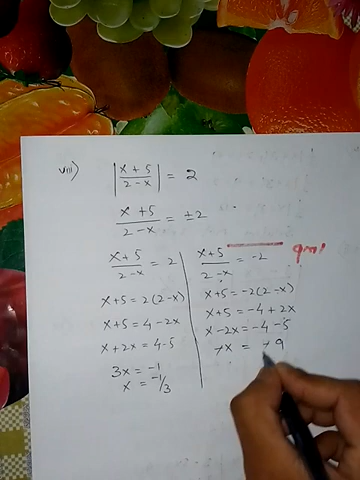 viii) |x + 5 / 2 - x| = 2
x + 5 / 2 - x = ±2
x + 5 / 2 - x = 2
x + 5 = 2(2 - x)
x + 5 = 4 - 2x
x + 2x = 4 - 5
3x = -1
x = -1/3
x + 5 / 2 - x = -2
x + 5 = -2(2 - x)
x + 5 = -4 + 2x
x - 2x = -4 - 5
-x = -9